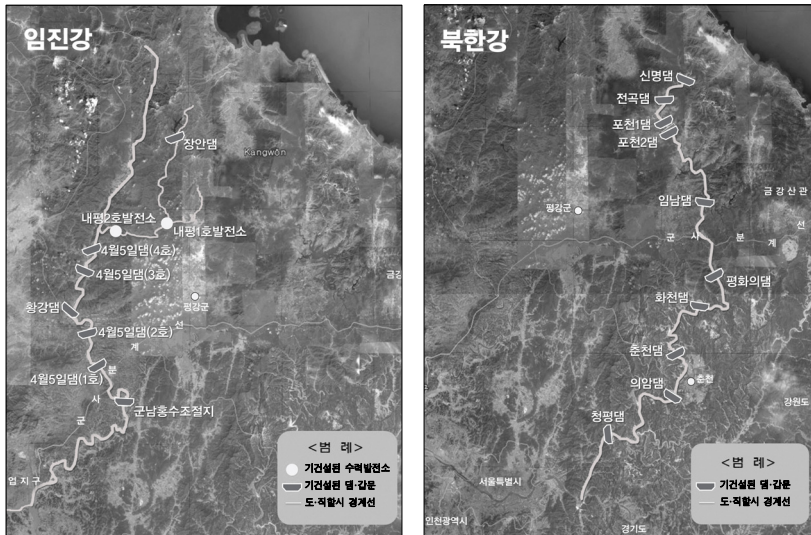 임진강
장안댐
Kangwŏn
내평2호발전소
내평1호발전소
4월5일댐(4호)
4월5일댐(3호)
황강댐
평강군
금강
4월5일댐(2호)
선
계
4월5일댐(1호)
분
사
군남홍수조절지
군
업지구
<범 례>
기건설된 수력발전소
기건설된 댐·갑문
도·직할시 경계선
북한강
신명댐
전곡댐
포천1댐
포천2댐
금강산관
임남댐
평강군
군 사 분 계 선
평화의댐
화천댐
춘천댐
춘천
의암댐
강원도
청평댐
서울특별시
<범 례>
기건설된 댐·갑문
도·직할시 경계선
인천광역시
경기도